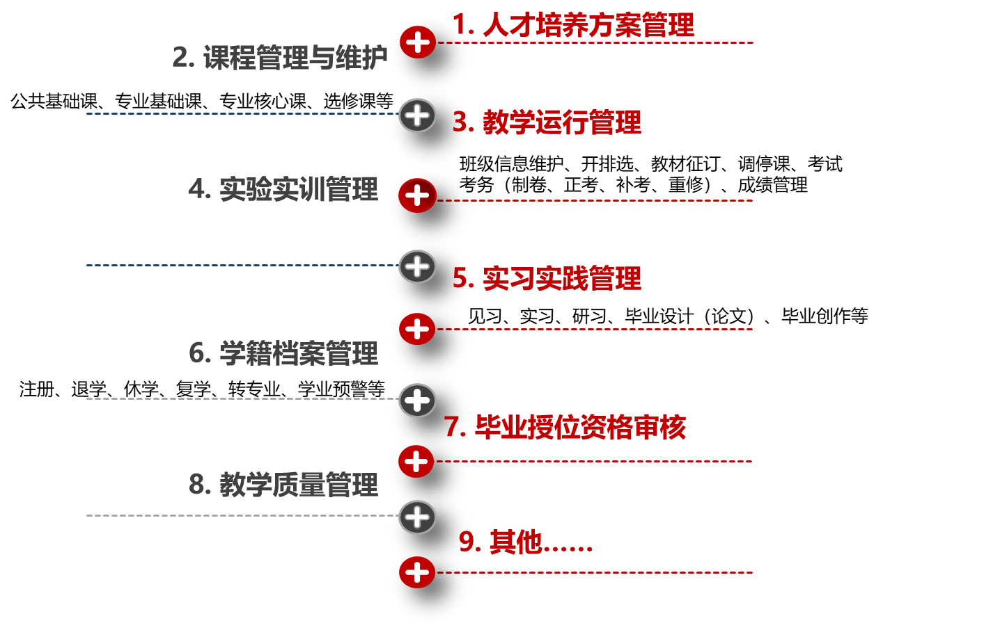 1. 人才培养方案管理
2. 课程管理与维护
公共基础课、专业基础课、专业核心课、选修课等
3. 教学运行管理
班级信息维护、开排选、教材征订、调停课、考试
考务（制卷、正考、补考、重修）、成绩管理
4. 实验实训管理
5. 实习实践管理
见习、实习、研习、毕业设计（论文）、毕业创作等
6. 学籍档案管理
注册、退学、休学、复学、转专业、学业预警等
7. 毕业授位资格审核
8. 教学质量管理
9. 其他......